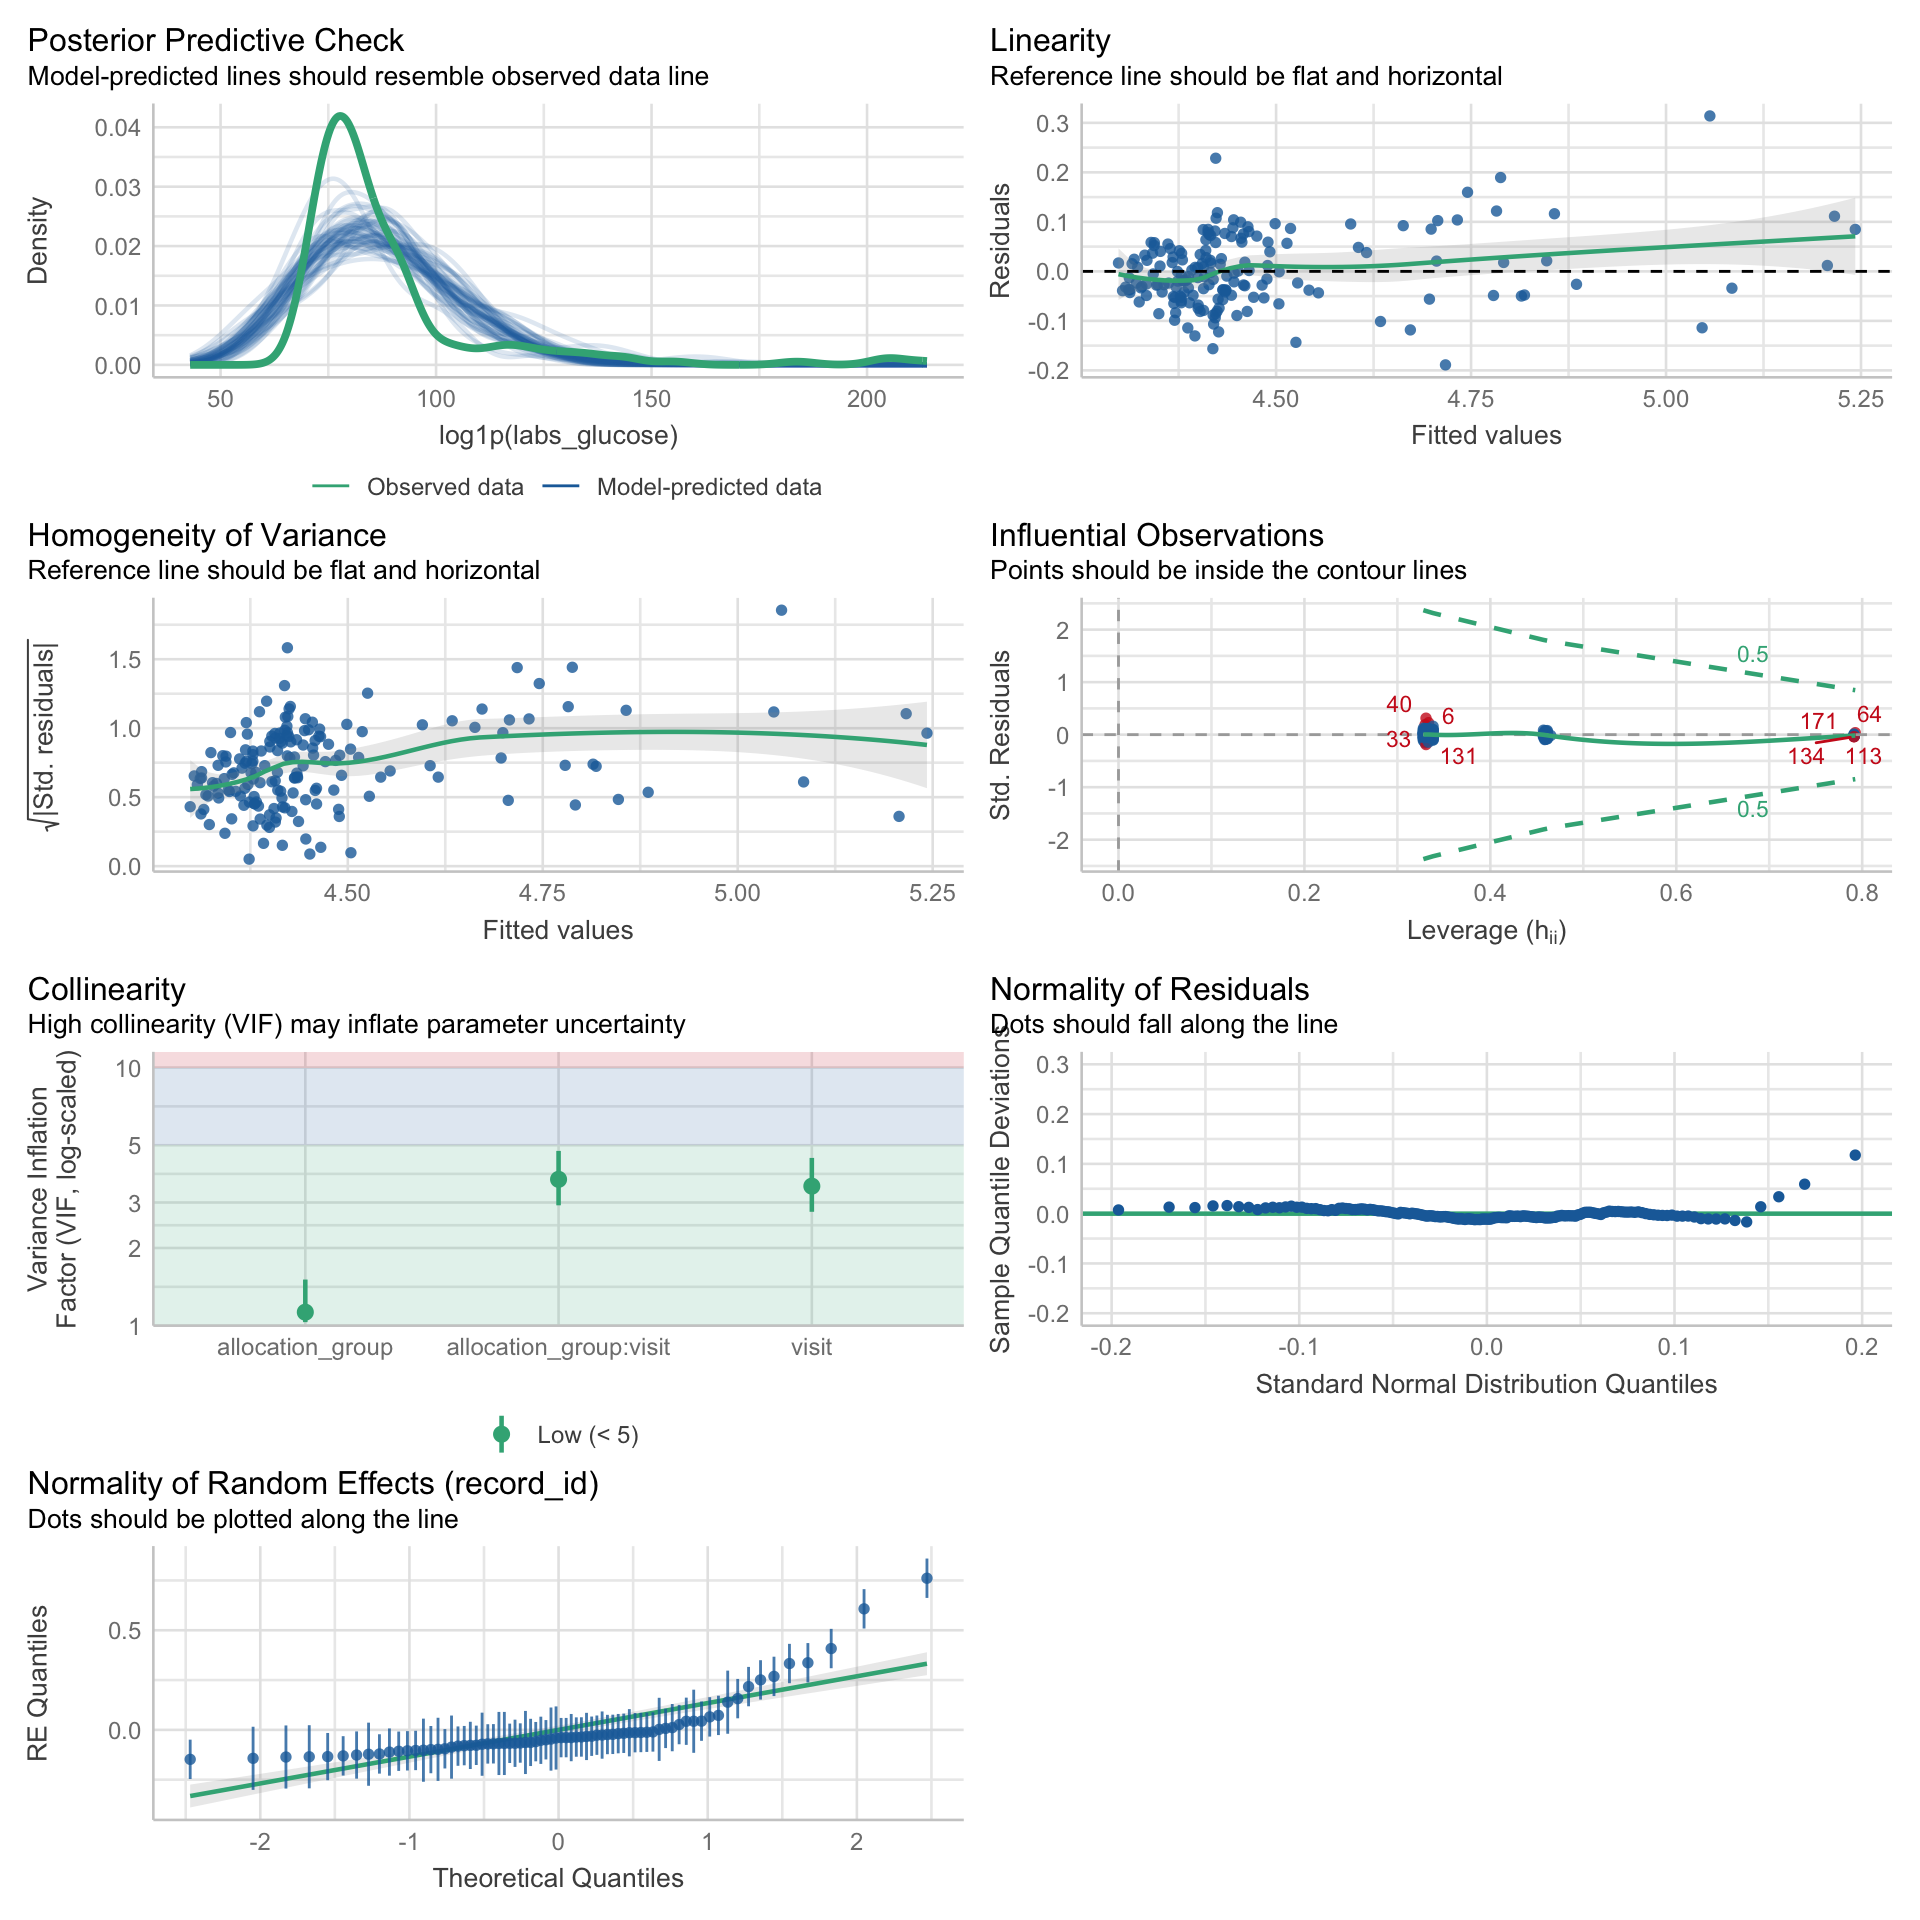 Posterior Predictive Check
Model-predicted lines should resemble observed data line
Density
0.04
0.03
0.02
0.01
0.00
50 100 150 200
log1p(labs_glucose)
Observed data Model-predicted data
Linearity
Reference line should be flat and horizontal
Residuals
0.3
0.2
0.1
0.0
-0.1
-0.2
4.50 4.75 5.00 5.25
Fitted values
Homogeneity of Variance
Reference line should be flat and horizontal
√|Std. residuals|
1.5
1.0
0.5
0.0
4.50 4.75 5.00 5.25
Fitted values
Influential Observations
Points should be inside the contour lines
Std. Residuals
2
1
0
-1
-2
0.5
40 6
33
131
171 64
134 113
0.5
0.0 0.2 0.4 0.6 0.8
Leverage (hii)
Collinearity
High collinearity (VIF) may inflate parameter uncertainty
Variance Inflation
Factor (VIF, log-scaled)
10
5
3
2
1
allocation_group allocation_group:visit visit
Low (< 5)
Normality of Residuals
Dots should fall along the line
Sample Quantile Deviations
0.3
0.2
0.1
0.0
-0.1
-0.2
-0.2 -0.1 0.0 0.1 0.2
Standard Normal Distribution Quantiles
Normality of Random Effects (record_id)
Dots should be plotted along the line
RE Quantiles
0.5
0.0
-2 -1 0 1 2
Theoretical Quantiles